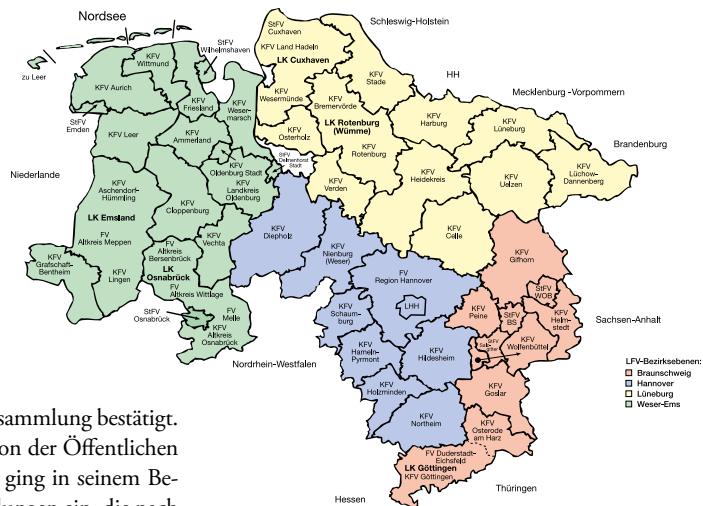 Nordsee
Schleswig-Holstein
HH
Mecklenburg -Vorpommern
Brandenburg
Niederlande
Sachsen-Anhalt
Nordrhein-Westfalen
Hessen
Thüringen
zu Leer
KFV
Wittmund
StFV
Wilhelmshaven
KFV Aurich
KFV
Friesland
KFV
Weser-
marsch
StFV
Emden
KFV Leer
KFV
Ammerland
KFV
Oldenburg Stadt
KFV
Landkreis
Oldenburg
StFV
Delmenhorst
Stadt
KFV
Aschendorf-
Hümmling
LK Emsland
FV
Altkreis Meppen
KFV
Lingen
KFV
Grafschaft-
Bentheim
KFV
Cloppenburg
KFV
Vechta
FV
Altkreis
Bersenbrück
LK
Osnabrück
FV
Altkreis Wittlage
StFV
Osnabrück
FV
Melle
KFV
Altkreis
Osnabrück
StFV
Cuxhaven
KFV Land Hadeln
LK Cuxhaven
KFV
Wesermünde
KFV
Stade
KFV
Bremervörde
LK Rotenburg
(Wümme)
KFV
Osterholz
KFV
Rotenburg
KFV
Verden
KFV
Harburg
KFV
Lüneburg
KFV
Heidekreis
KFV
Uelzen
KFV
Lüchow-
Dannenberg
KFV
Celle
KFV
Diepholz
KFV
Nienburg
(Weser)
FV
Region Hannover
LHH
KFV
Schaum-
burg
KFV
Hameln-
Pyrmont
KFV
Hildesheim
KFV
Holzminden
KFV
Northeim
KFV
Gifhorn
StFV
WOB
KFV
Peine
StFV
BS
KFV
Helm-
stedt
KFV
Wolfenbüttel
KFV
Goslar
KFV
Osterode
am Harz
FV Duderstadt-
Eichsfeld
LK Göttingen
KFV Göttingen
LFV-Bezirksebenen:
Braunschweig
Hannover
Lüneburg
Weser-Ems
sammlung bestätigt.
on der Öffentlichen
ging in seinem Be-